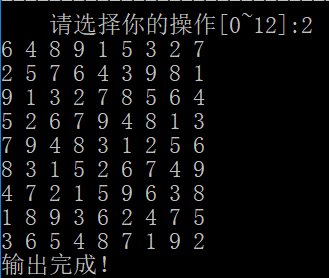 请选择你的操作[0~12]:2
6 4 8 9 1 5 3 2 7
2 5 7 6 4 3 9 8 1
9 1 3 2 7 8 5 6 4
5 2 6 7 9 4 8 1 3
7 9 4 8 3 1 2 5 6
8 3 1 5 2 6 7 4 9
4 7 2 1 5 9 6 3 8
1 8 9 3 6 2 4 7 5
3 6 5 4 8 7 1 9 2
输出完成!